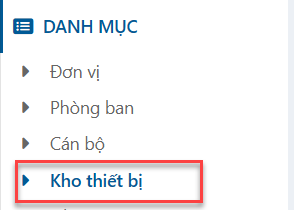 DANH MỤC
Đơn vị
Phòng ban
Cán bộ
Kho thiết bị